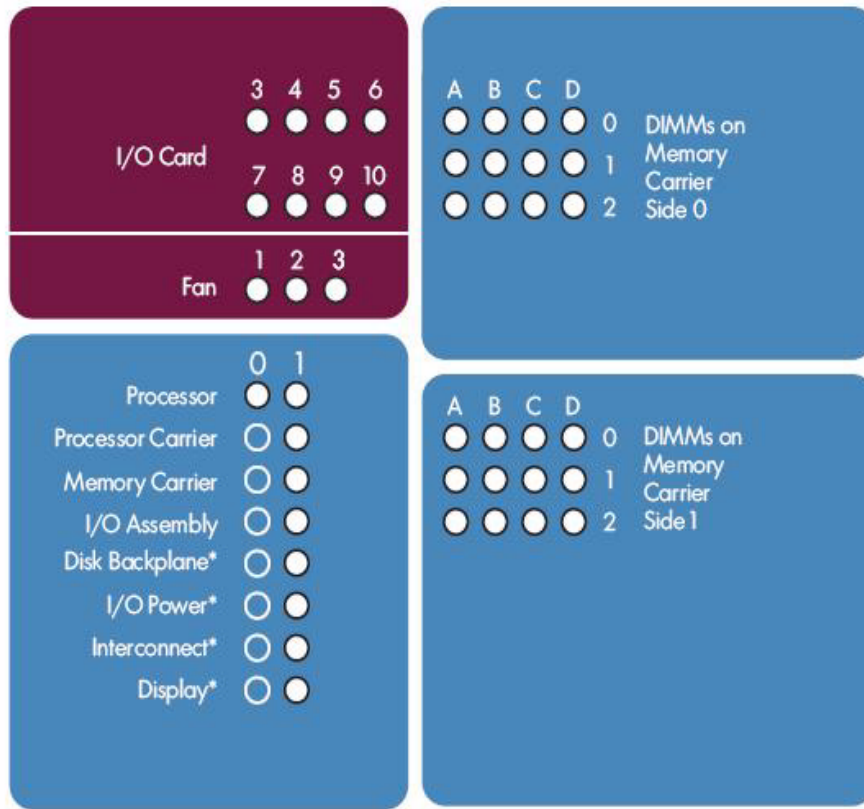 3 4 5 6
I/O Card
7 8 9 10
Fan 1 2 3
0 1
Processor
Processor Carrier
Memory Carrier
I/O Assembly
Disk Backplane*
I/O Power*
Interconnect*
Display*
A B C D
0 DIMMs on
1 Memory
Carrier
2 Side 0
A B C D
0 DIMMs on
1 Memory
Carrier
2 Side 1